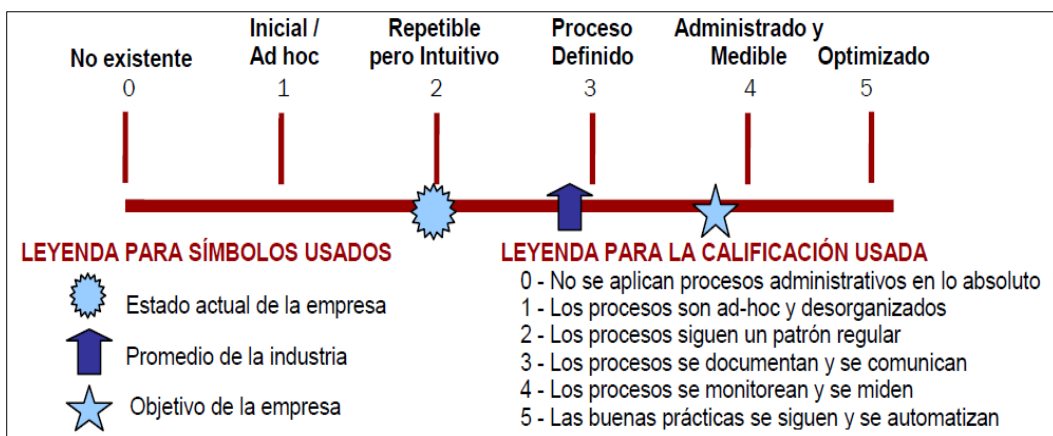 No existente
0
Inicial /
Ad hoc
1
Repetible
pero Intuitivo
2
Proceso
Definido
3
Administrado y
Medible
4
Optimizado
5
LEYENDA PARA SÍMBOLOS USADOS
Estado actual de la empresa
Promedio de la industria
Objetivo de la empresa
LEYENDA PARA LA CALIFICACIÓN USADA
0 - No se aplican procesos administrativos en lo absoluto
1 - Los procesos son ad-hoc y desorganizados
2 - Los procesos siguen un patrón regular
3 - Los procesos se documentan y se comunican
4 - Los procesos se monitorean y se miden
5 - Las buenas prácticas se siguen y se automatizan